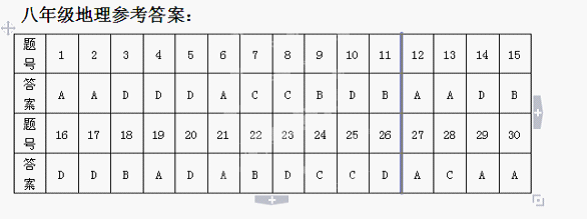 八年级地理参考答案：
题号 1 2 3 4 5 6 7 8 9 10 11 12 13 14 15
答案 A A D D D A C C B D B A A D B
题号 16 17 18 19 20 21 22 23 24 25 26 27 28 29 30
答案 D D B A D A B D C C D A C A A